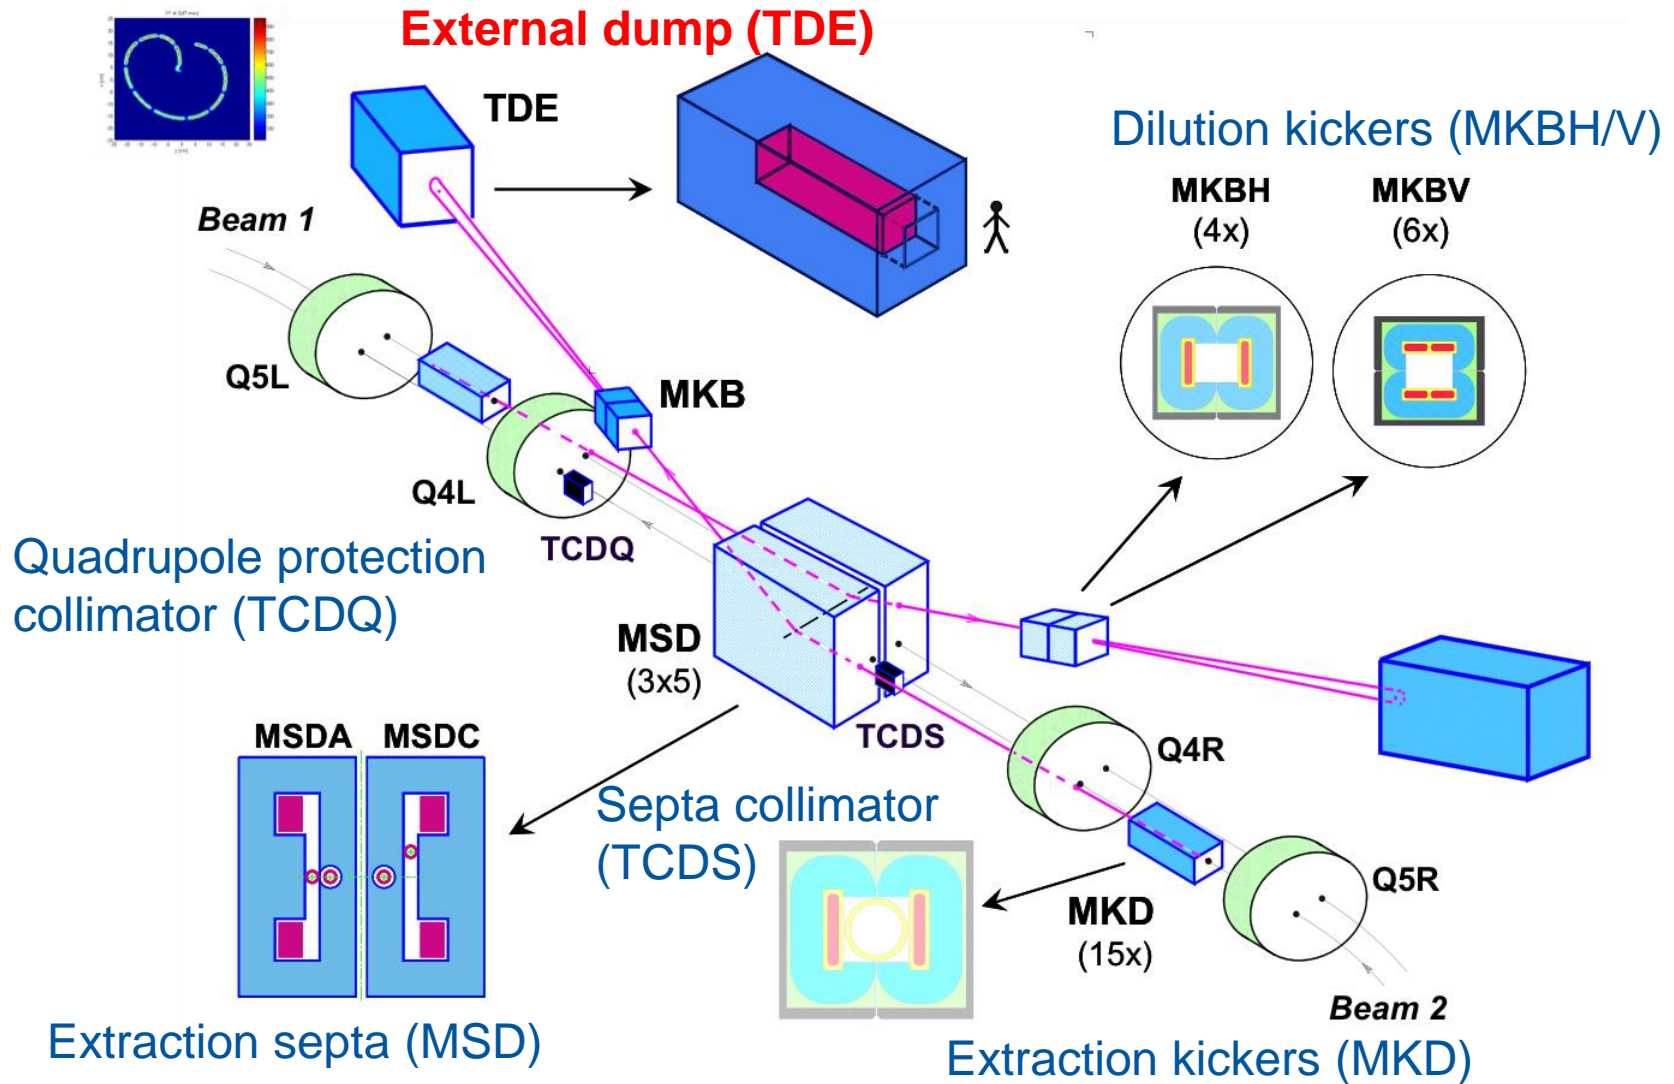 External dump (TDE)
TDE
Dilution kickers (MKBH/V)
MKBH
(4x)
MKBV
(6x)
Beam 1
Q5L
MKB
Q4L
TCDQ
Quadrupole protection
collimator (TCDQ)
MSD
(3x5)
TCDS
Q4R
MSDA
MSDC
Septa collimator
(TCDS)
MKD
(15x)
Q5R
Beam 2
Extraction septa (MSD)
Extraction kickers (MKD)